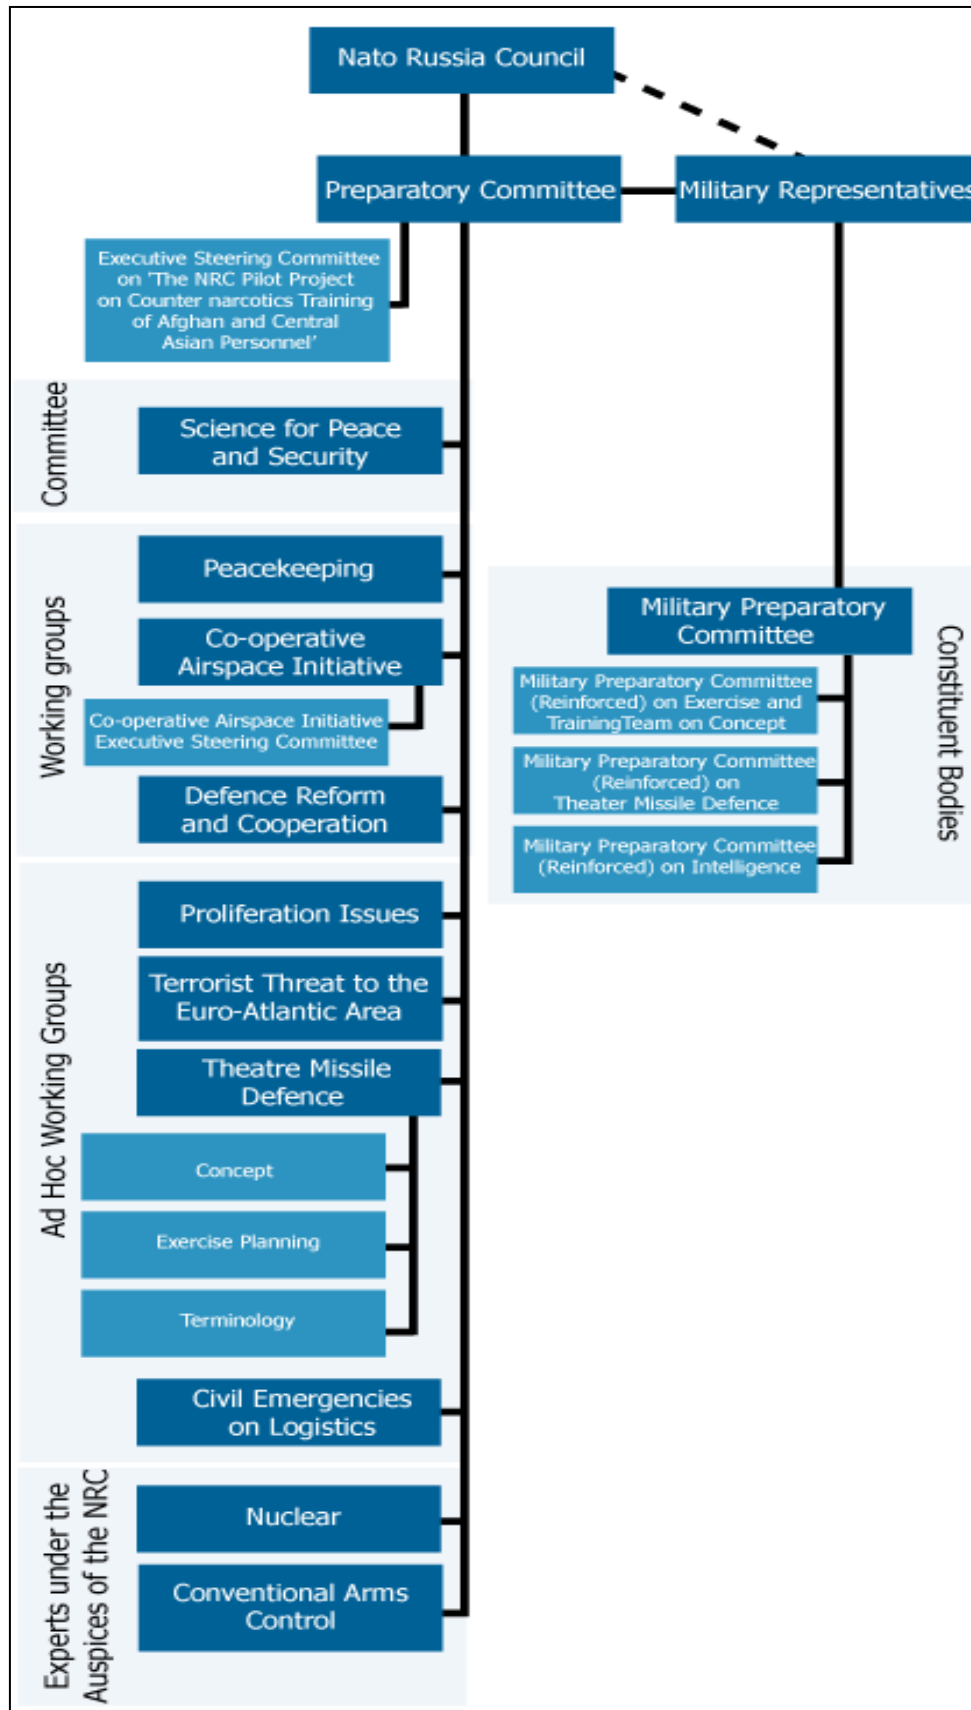 Nato Russia Council
Preparatory Committee
Military Representatives
Executive Steering Committee
on 'The NRC Pilot Project
on Counter narcotics Training
of Afghan and Central
Asian Personnel'
Committee
Science for Peace
and Security
Working groups
Peacekeeping
Co-operative
Airspace Initiative
Co-operative Airspace Initiative
Executive Steering Committee
Defence Reform
and Cooperation
Constituent Bodies
Military Preparatory
Committee
Military Preparatory Committee
(Reinforced) on Exercise and
TrainingTeam on Concept
Military Preparatory Committee
(Reinforced) on
Theater Missile Defence
Military Preparatory Committee
(Reinforced) on Intelligence
Ad Hoc Working Groups
Proliferation Issues
Terrorist Threat to the
Euro-Atlantic Area
Theatre Missile
Defence
Concept
Exercise Planning
Terminology
Civil Emergencies
on Logistics
Experts under the
Auspices of the NRC
Nuclear
Conventional Arms
Control